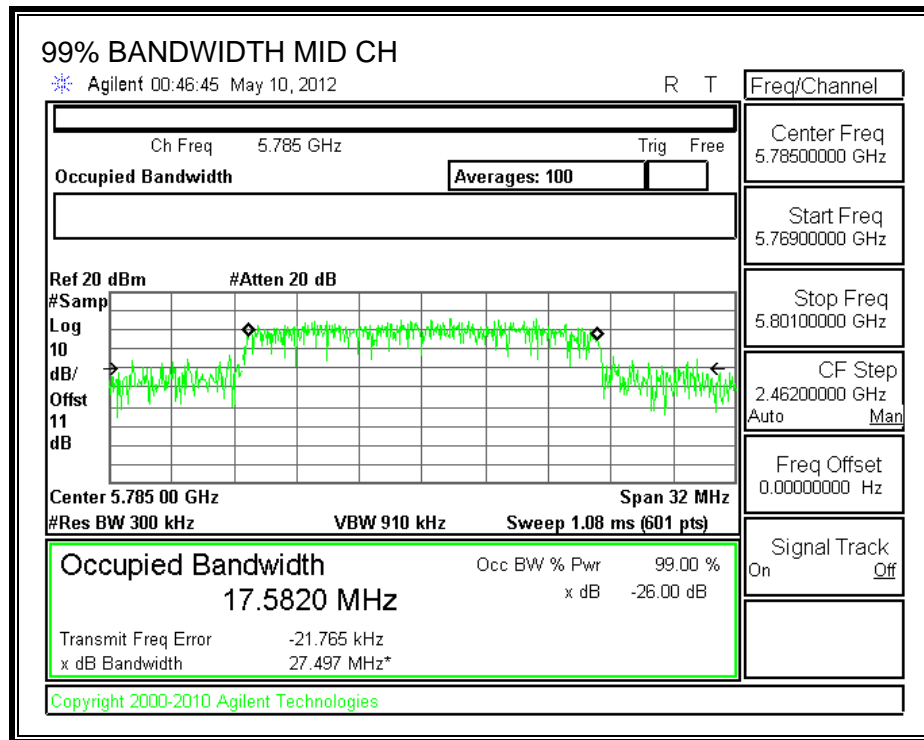 99% BANDWIDTH MID CH
Agilent 00:46:45 May 10, 2012 R T
Freq/Channel
Ch Freq 5.785 GHz Trig Free
Occupied Bandwidth Averages: 100
Center Freq
5.78500000 GHz
Start Freq
5.76900000 GHz
Stop Freq
5.80100000 GHz
CF Step
2.46200000 GHz
Auto Man
Freq Offset
0.00000000 Hz
Signal Track
On Off
Ref 20 dBm #Atten 20 dB
#Samp
Log
10
dB/
Offst
11
dB
Center 5.785 00 GHz Span 32 MHz
#Res BW 300 kHz VBW 910 kHz Sweep 1.08 ms (601 pts)
Occupied Bandwidth Occ BW % Pwr 99.00 %
17.5820 MHz x dB -26.00 dB
Transmit Freq Error -21.765 kHz
x dB Bandwidth 27.497 MHz*
Copyright 2000-2010 Agilent Technologies